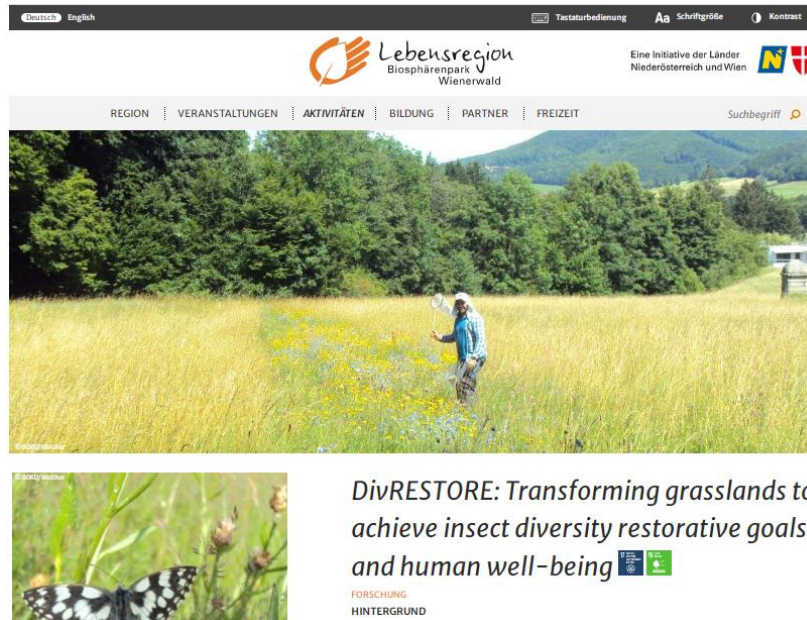 Deutsch English Tastaturbedienung Aa Schriftgröße Kontrast
Lebensregion
Biosphärenpark
Wienerwald
Eine Initiative der Länder
Niederösterreich und Wien
N
REGION VERANSTALTUNGEN AKTIVITÄTEN BILDUNG PARTNER FREIZEIT Suchbegriff
DivRESTORE: Transforming grasslands to
achieve insect diversity restorative goals
and human well-being
FORSCHUNG
HINTERGRUND